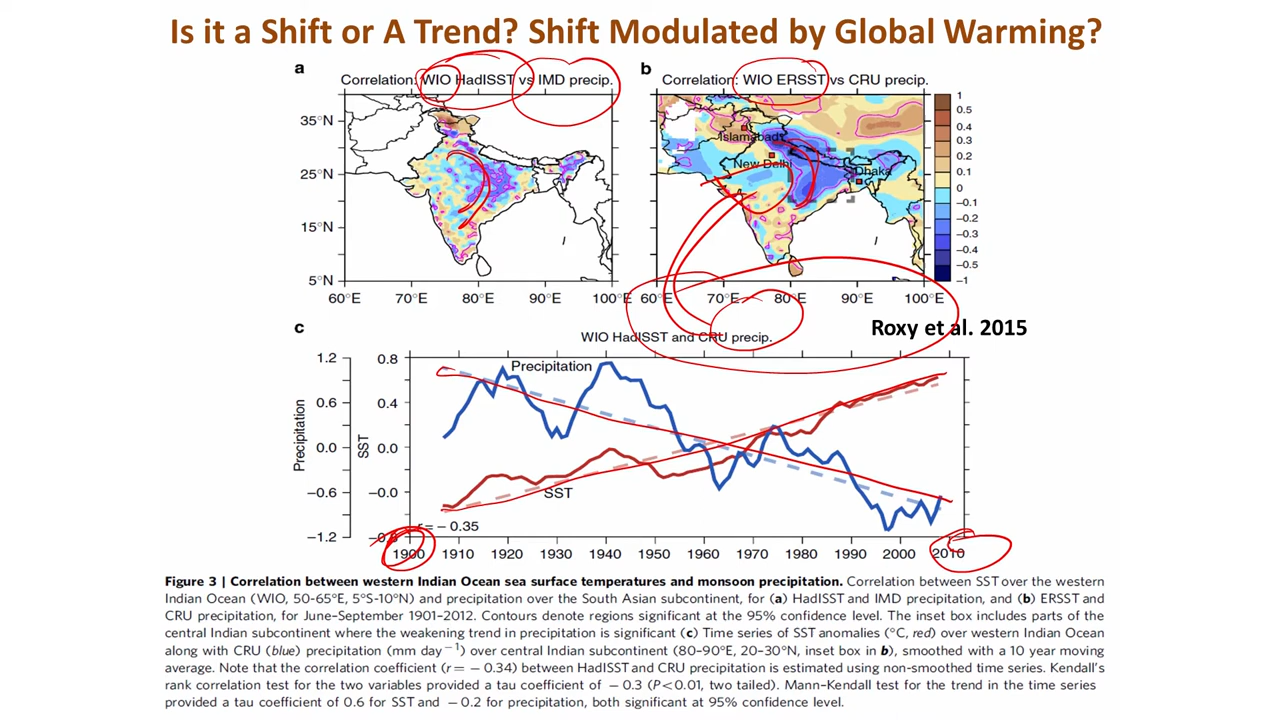 Is it a Shift or A Trend? Shift Modulated by Global Warming?
a
Correlation: WIO HadISST vs IMD precip.
35°N
25°N
15°N
5°N
60°E 70°E 80°E 90°E 100°E
I
b
Correlation: WIO ERSST vs CRU precip.
Islamabad
New Delhi
Dhaka
I
60°E 70°E 80°E 90°E 100°E
1
0.5
0.4
0.3
0.2
0.1
0
−0.1
−0.2
−0.3
−0.4
−0.5
−1
Roxy et al. 2015
c
WIO HadISST and CRU precip.
Precipitation
1.2
0.6
0.0
−0.6
−1.2
SST
0.8
0.4
0.0
−0.0
Precipitation
SST
r = − 0.35
1900 1910 1920 1930 1940 1950 1960 1970 1980 1990 2000 2010
Figure 3 | Correlation between western Indian Ocean sea surface temperatures and monsoon precipitation. Correlation between SST over the western
Indian Ocean (WIO, 50-65°E, 5°S-10°N) and precipitation over the South Asian subcontinent, for (a) HadISST and IMD precipitation, and (b) ERSST and
CRU precipitation, for June–September 1901–2012. Contours denote regions significant at the 95% confidence level. The inset box includes parts of the
central Indian subcontinent where the weakening trend in precipitation is significant (c) Time series of SST anomalies (°C, red) over western Indian Ocean
along with CRU (blue) precipitation (mm day−1) over central Indian subcontinent (80–90°E, 20–30°N, inset box in b), smoothed with a 10 year moving
average. Note that the correlation coefficient (r = − 0.34) between HadISST and CRU precipitation is estimated using non-smoothed time series. Kendall's
rank correlation test for the two variables provided a tau coefficient of − 0.3 (P < 0.01, two tailed). Mann–Kendall test for the trend in the time series
provided a tau coefficient of 0.6 for SST and − 0.2 for precipitation, both significant at 95% confidence level.